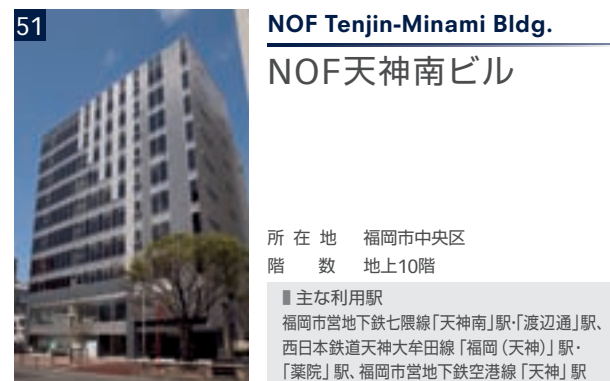 51
NOF Tenjin-Minami Bldg.
NOF天神南ビル
所在地 福岡市中央区
階数 地上10階
■主な利用駅
福岡市営地下鉄七隈線「天神南」駅・「渡辺通」駅、
西日本鉄道天神大牟田線「福岡(天神)」駅・
「薬院」駅、福岡市営地下鉄空港線「天神」駅